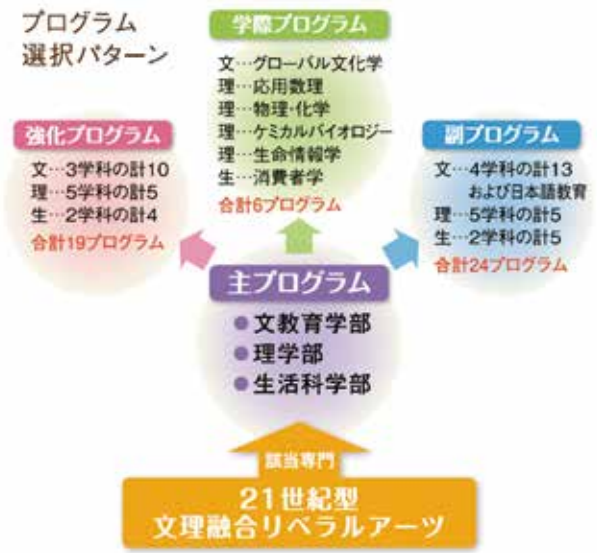 プログラム
選択パターン
学際プログラム
文…グローバル文化学
理…応用数理
理…物理・化学
理…ケミカルバイオロジー
理…生命情報学
生…消費者学
合計6プログラム
強化プログラム
文…3学科の計10
理…5学科の計5
生…2学科の計4
合計19プログラム
副プログラム
文…4学科の計13
および日本語教育
理…5学科の計5
生…2学科の計5
合計24プログラム
主プログラム
●文教育学部
●理学部
●生活科学部
該当専門
21世紀型
文理融合リベラルアーツ